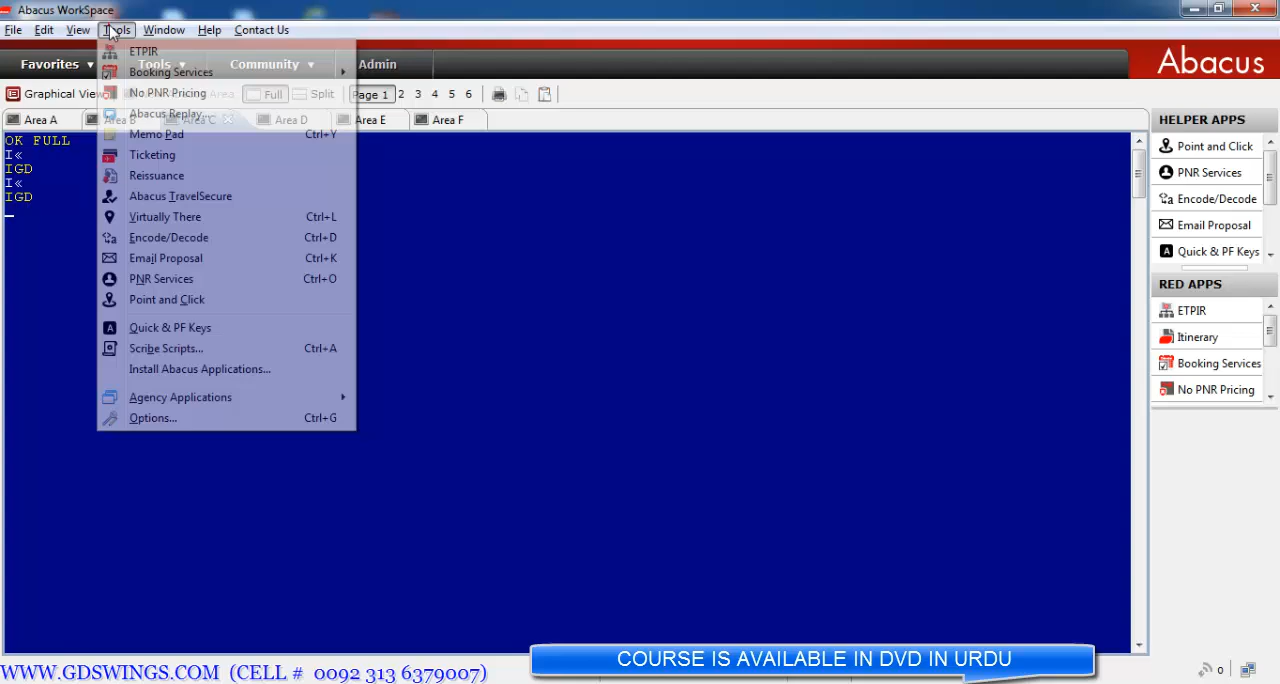 Abacus WorkSpace
File Edit View Tools Window Help Contact Us
Favorites Tools Community Admin
Abacus
Graphical View Area Full Split Page 1 2 3 4 5 6
Area A Area B Area C Area D Area E Area F
OK FULL
I«
IGD
I«
IGD
ETPIR
Booking Services
No PNR Pricing
Abacus Replay...
Memo Pad Ctrl+Y
Ticketing
Reissuance
Abacus TravelSecure
Virtually There Ctrl+L
Encode/Decode Ctrl+D
Email Proposal Ctrl+K
PNR Services Ctrl+O
Point and Click
Quick & PF Keys
Scribe Scripts... Ctrl+A
Install Abacus Applications...
Agency Applications
Options... Ctrl+G
HELPER APPS
Point and Click
PNR Services
Encode/Decode
Email Proposal
Quick & PF Keys
RED APPS
ETPIR
Itinerary
Booking Services
No PNR Pricing
COURSE IS AVAILABLE IN DVD IN URDU
WWW.GDSWINGS.COM (CELL # 0092 313 6379007)
0